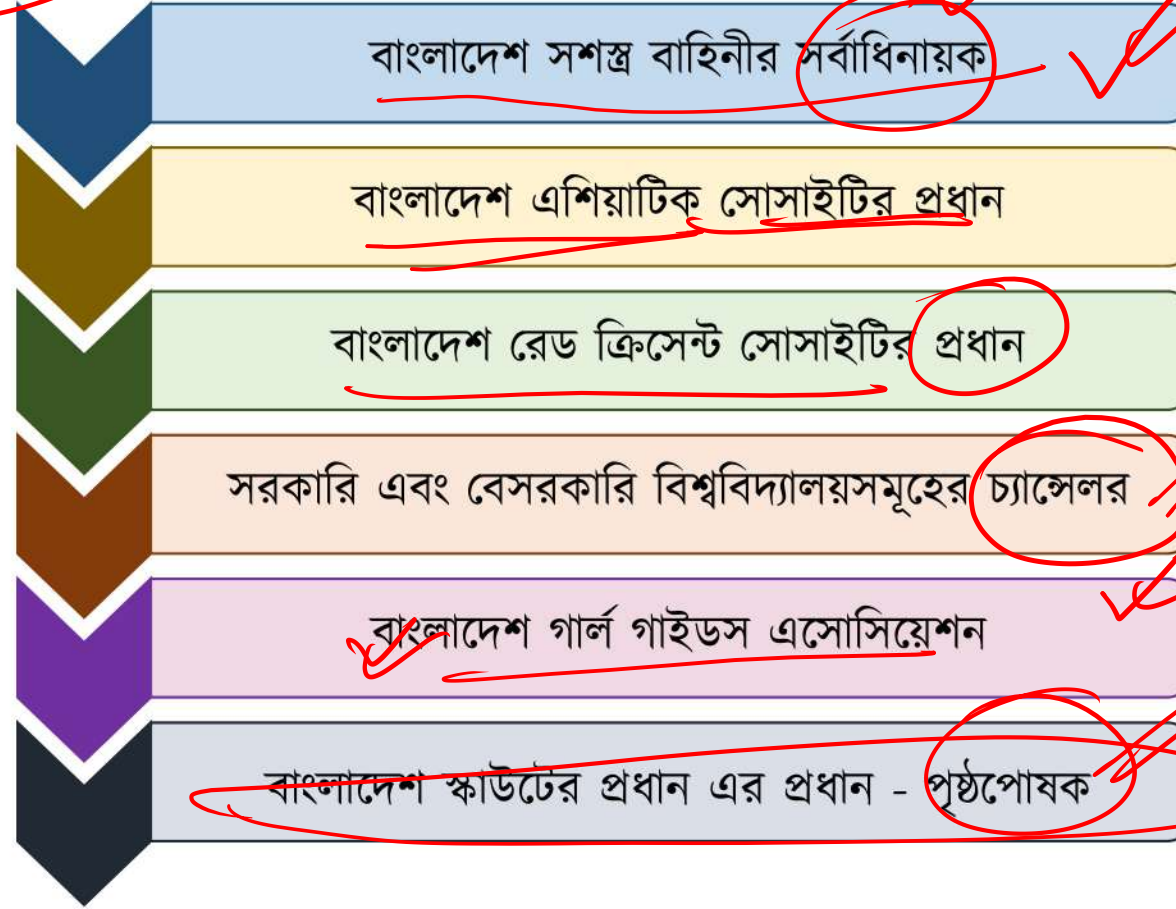 বাংলাদেশ সশস্ত্র বাহিনীর সর্বাধিনায়ক
বাংলাদেশ এশিয়াটিক সোসাইটির প্রধান
বাংলাদেশ রেড ক্রিসেন্ট সোসাইটির প্রধান
সরকারি এবং বেসরকারি বিশ্ববিদ্যালয়সমূহের চ্যান্সেলর
বাংলাদেশ গার্ল গাইডস এসোসিয়েশন
বাংলাদেশ স্কাউটের প্রধান এর প্রধান - পৃষ্ঠপোষক